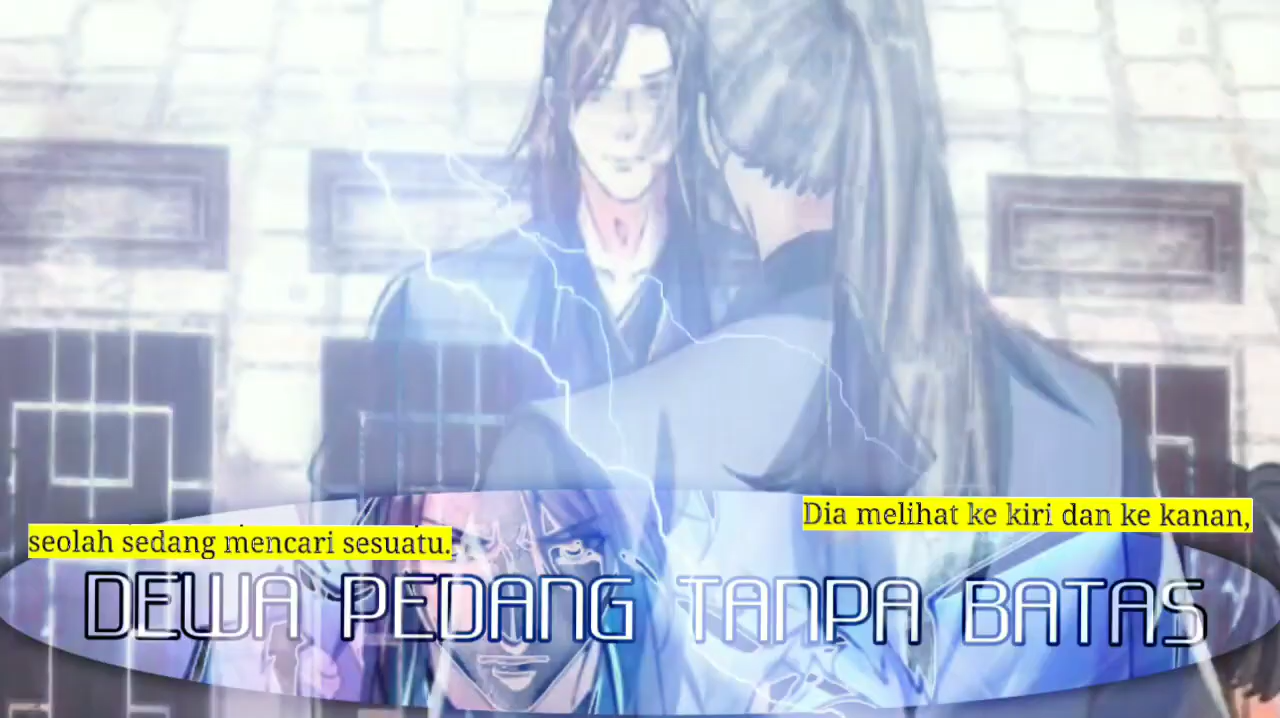 Dia melihat ke kiri dan ke kanan,
seolah sedang mencari sesuatu.
DEWA PEDANG TANPA BATAS